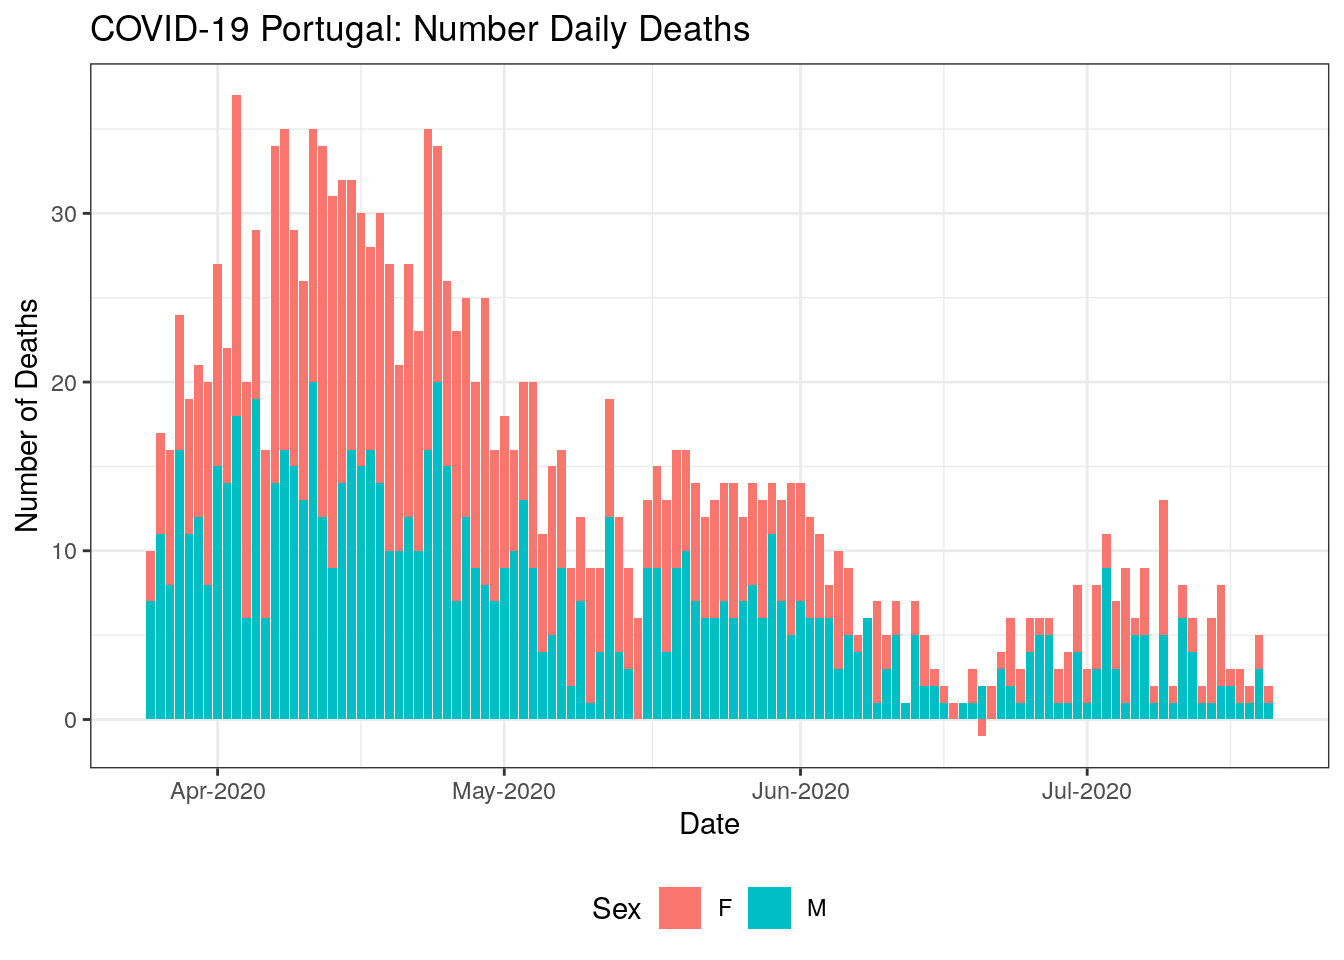 COVID-19 Portugal: Number Daily Deaths
Number of Deaths
30
20
10
0
Apr-2020 May-2020 Jun-2020 Jul-2020
Date
Sex F M